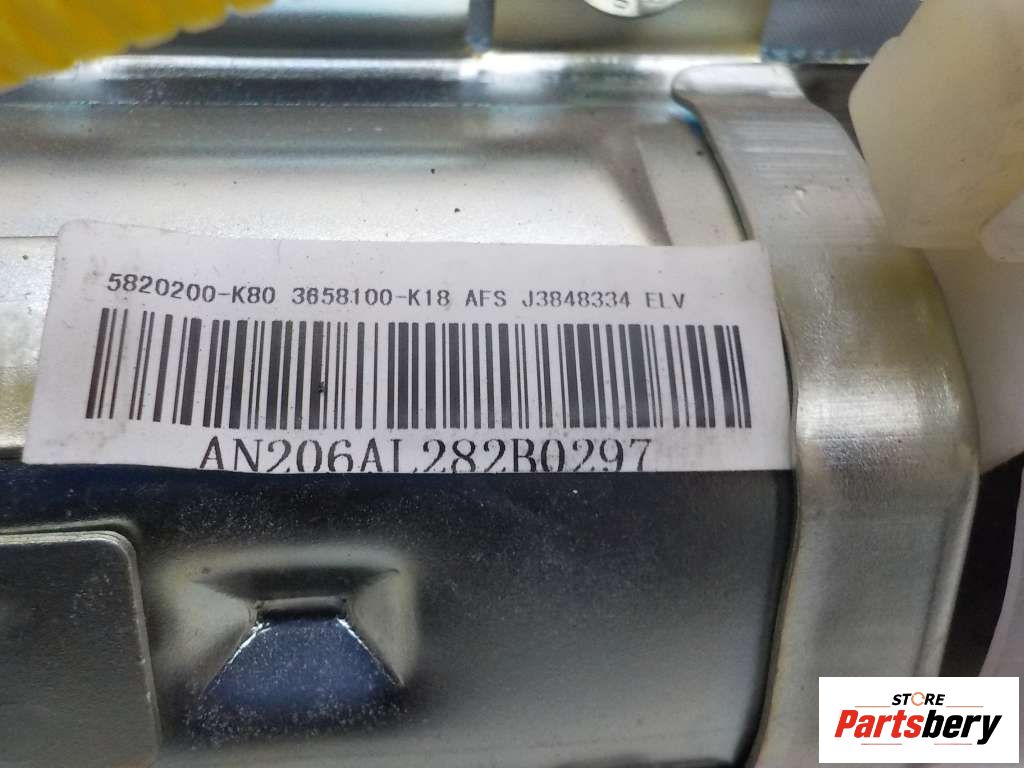 5820200-K80 3658100-K18 AFS J3848334 ELV
AN206AL282B0297
STORE
Partsbery